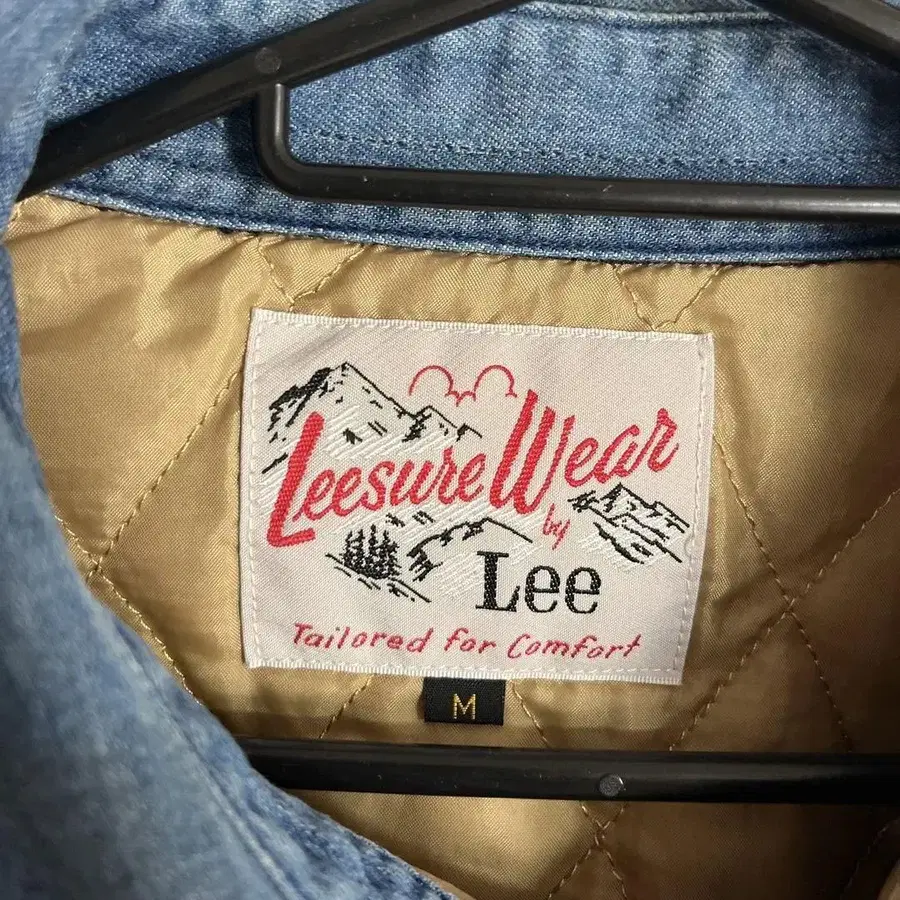 Leesure Wear
by
Lee
Tailored for Comfort
M